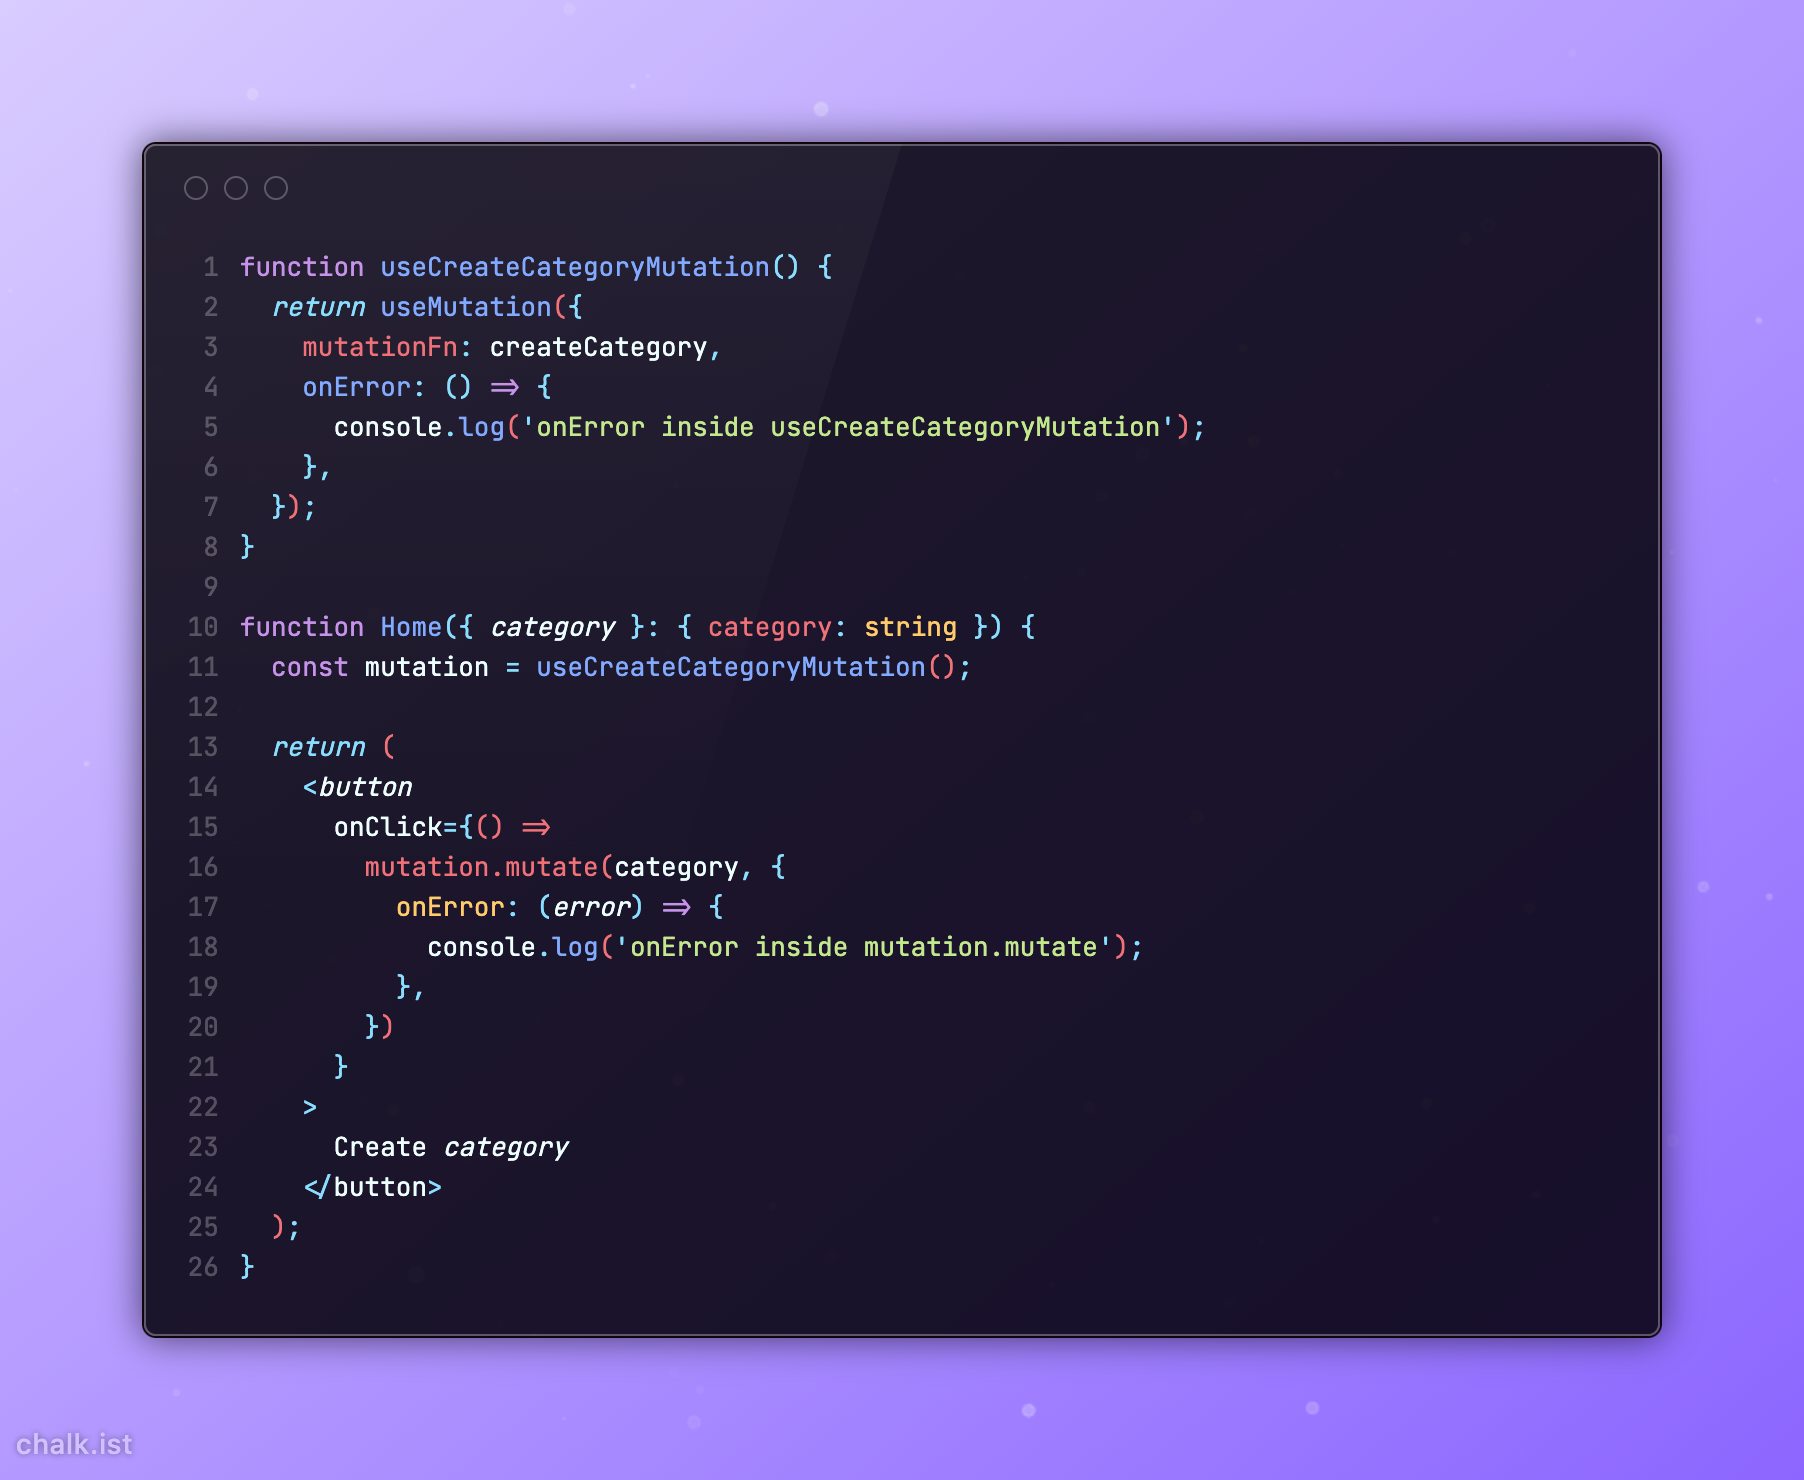 1 function useCreateCategoryMutation() {
2   return useMutation({
3     mutationFn: createCategory,
4     onError: () => {
5       console.log('onError inside useCreateCategoryMutation');
6     },
7   });
8 }
9
10 function Home({ category }: { category: string }) {
11   const mutation = useCreateCategoryMutation();
12
13   return (
14     <button
15       onClick={() =>
16         mutation.mutate(category, {
17           onError: (error) => {
18             console.log('onError inside mutation.mutate');
19           },
20         })
21       }
22     >
23       Create category
24     </button>
25   );
26 }
chalk.ist